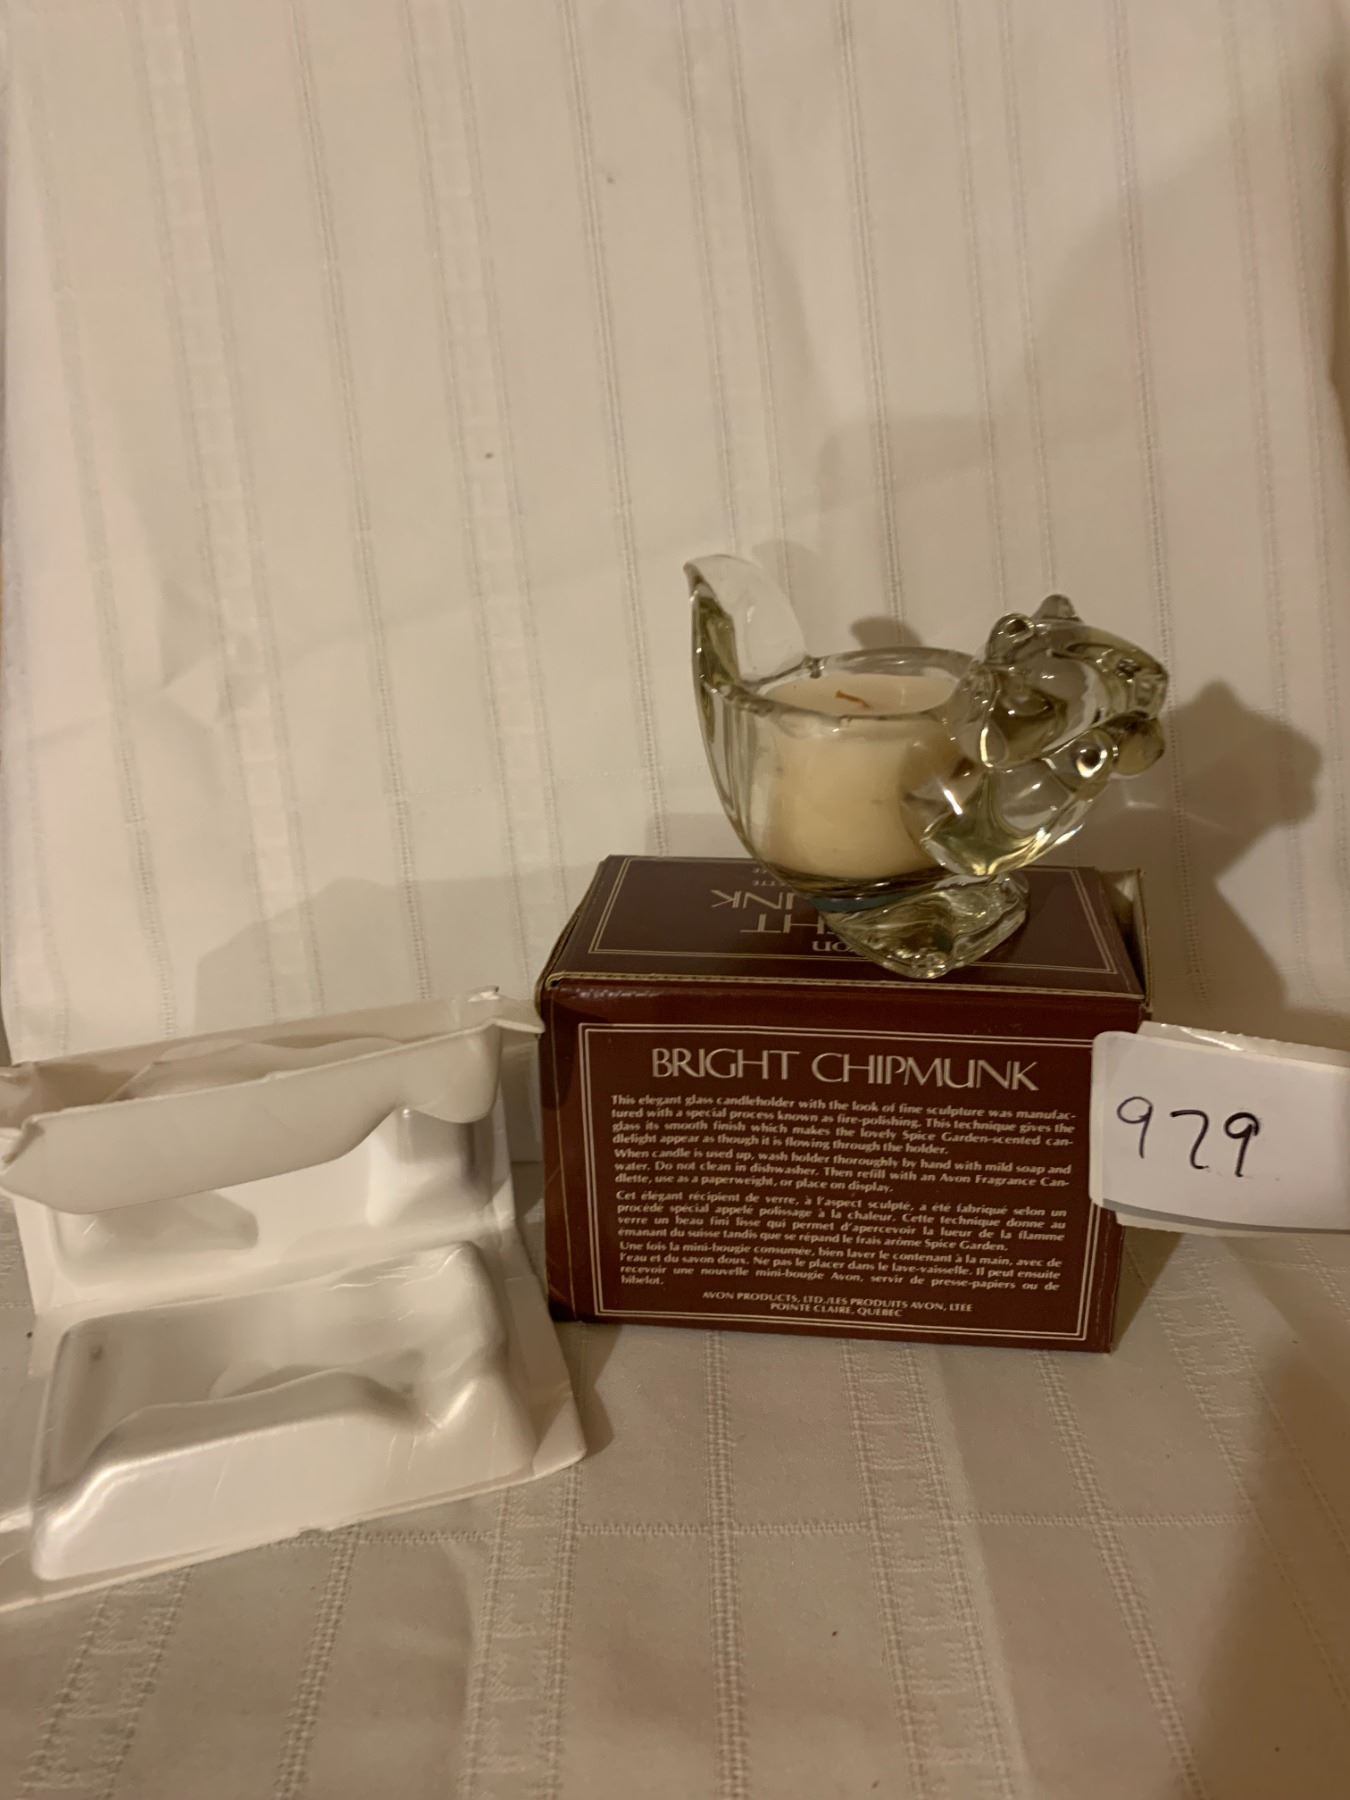 BRIGHT CHIPMUNK
This elegant glass candleholder with the look of fine sculpture was manufac-
tured with a special process known as fire-polishing. This technique gives the
glass its smooth finish which makes the lovely Spice Garden-scented can-
dlelight appear as though it is flowing through the holder.
When candle is used up, wash holder thoroughly by hand with mild soap and
water. Do not clean in dishwasher. Then refill with an Avon Fragrance Can-
dlette, use as a paperweight, or place on display.
Cet élégant récipient de verre, à l'aspect sculpté, a été fabriqué selon un
procédé spécial appelé polissage à la chaleur. Cette technique donne au
verre un beau fini lisse qui permet d'apercevoir la lueur de la flamme
émanant du suisse tandis que se répand le frais arôme Spice Garden.
Une fois la mini-bougie consumée, bien laver le contenant à la main, avec de
l'eau et du savon doux. Ne pas le placer dans le lave-vaisselle. Il peut ensuite
recevoir une nouvelle mini-bougie Avon, servir de presse-papiers ou de
bibelot.
AVON PRODUCTS, LTD./LES PRODUITS AVON, LTEE
POINTE CLAIRE, QUEBEC
979